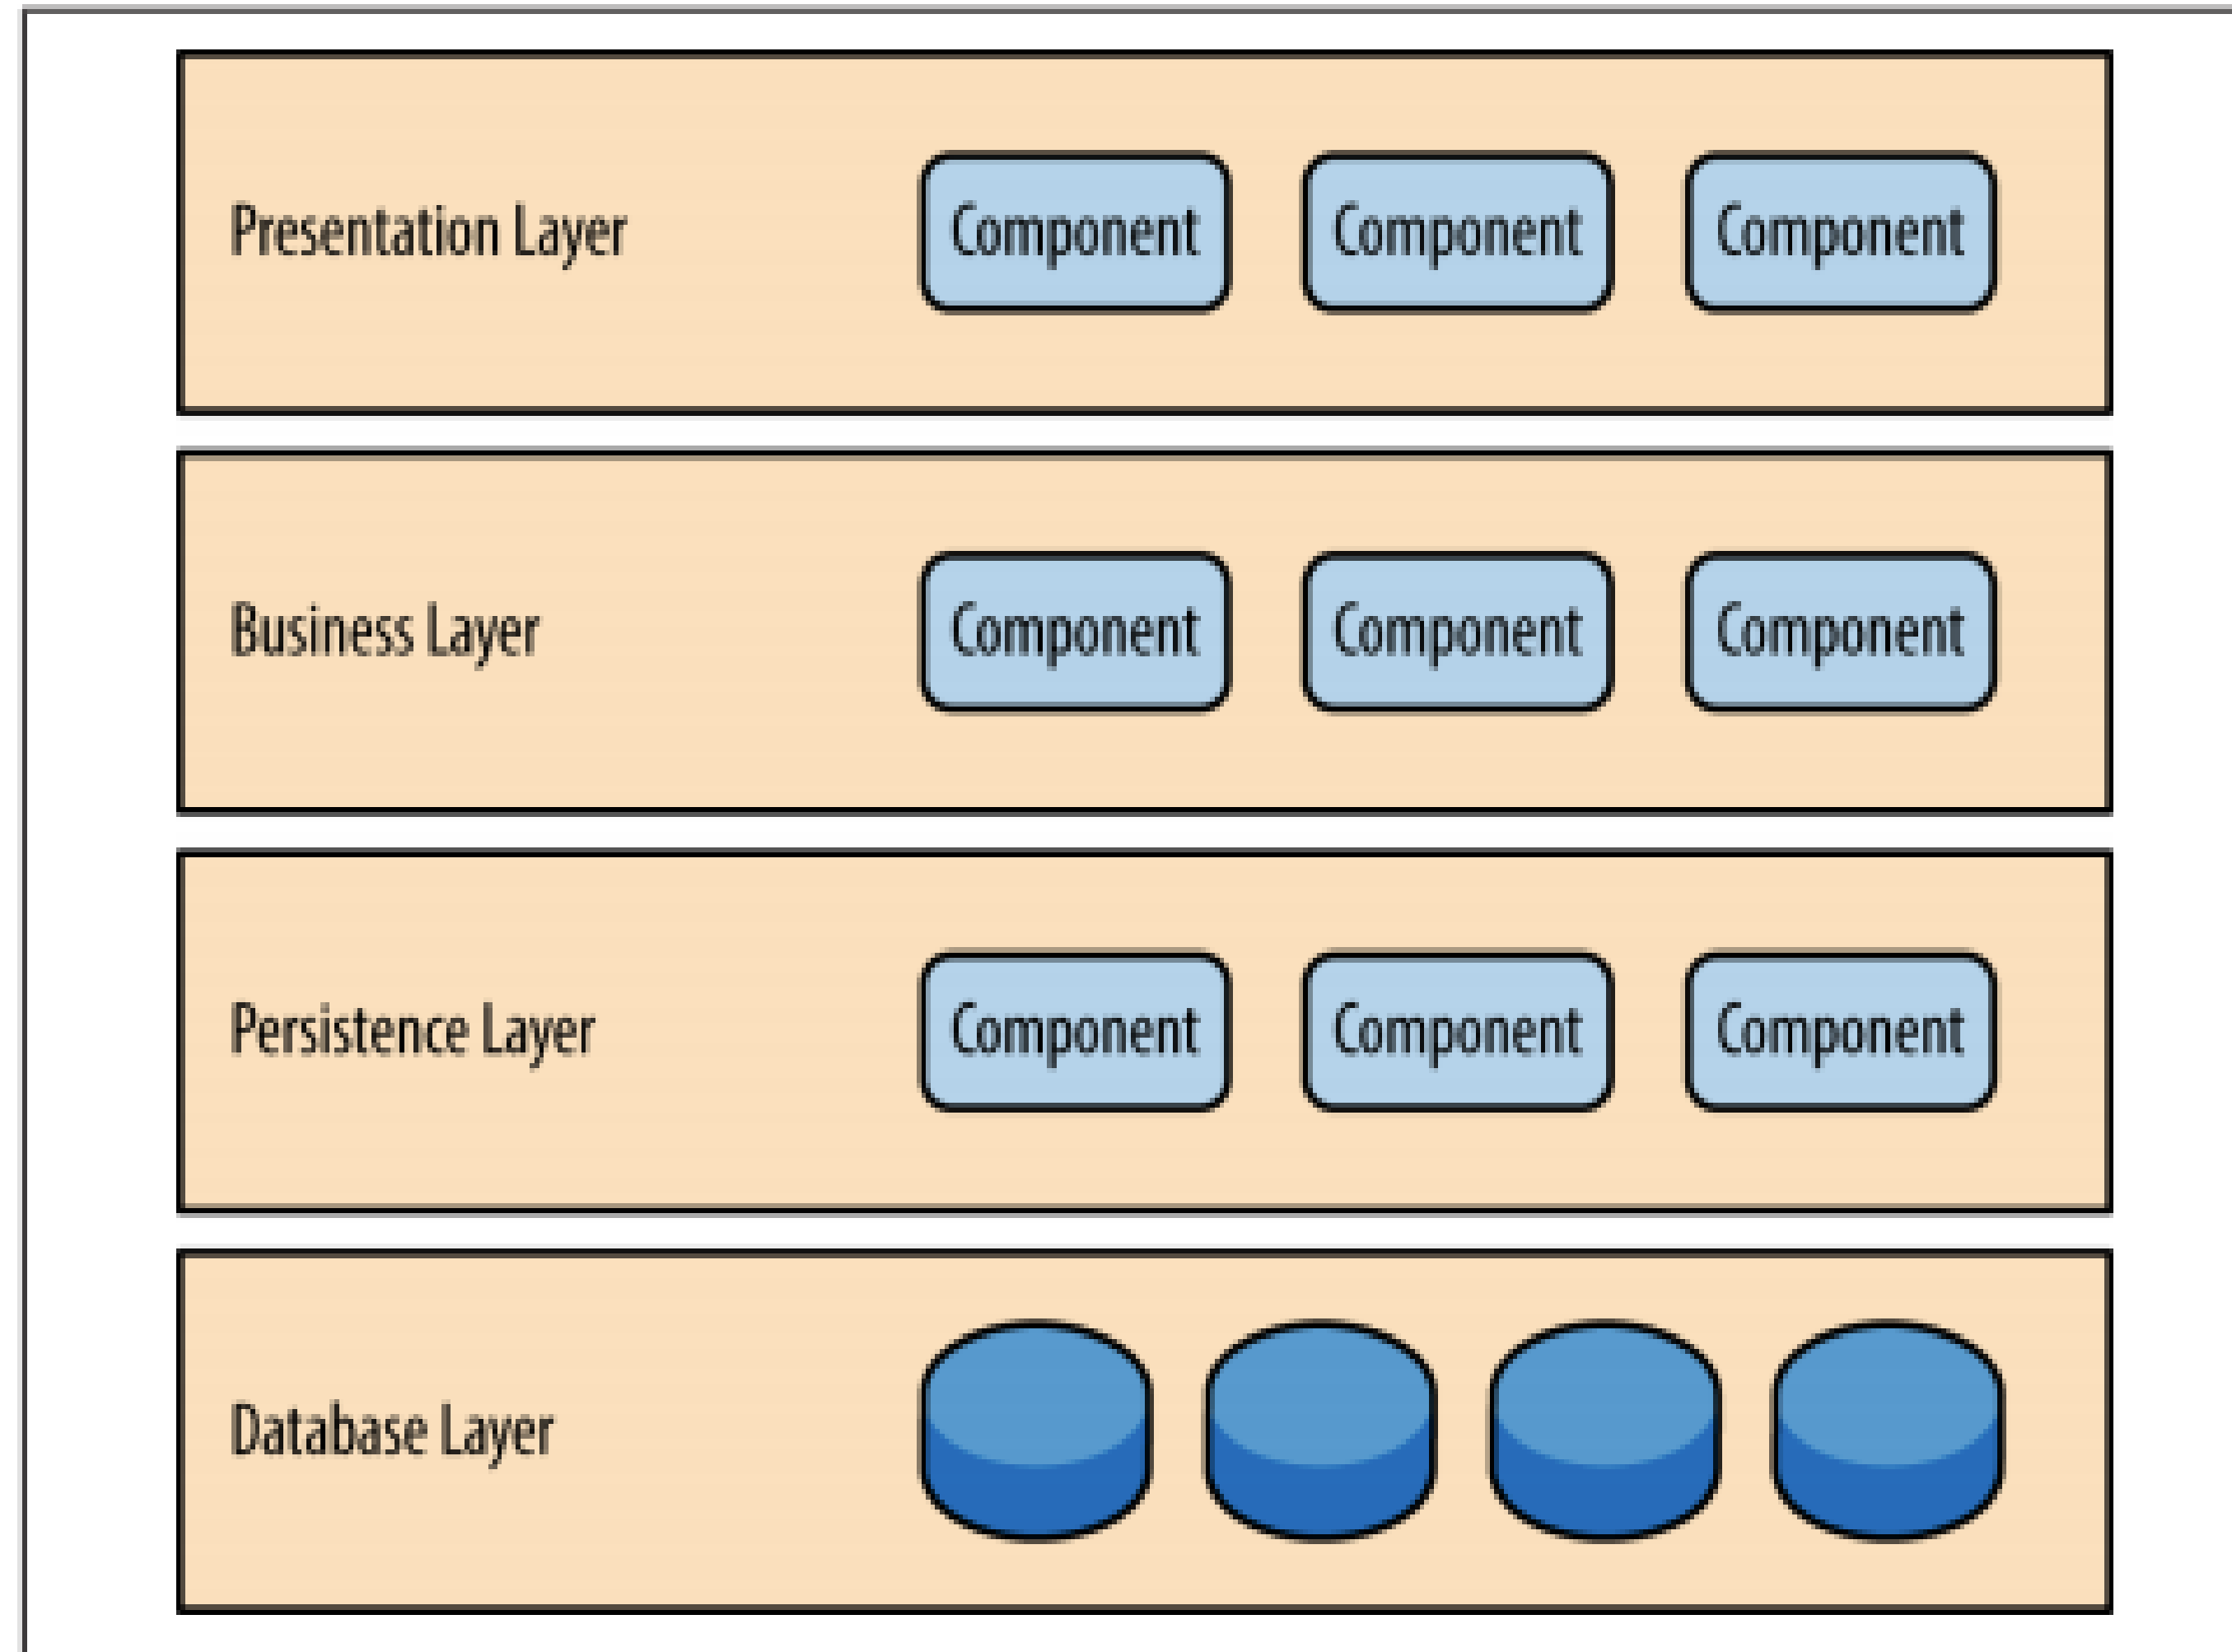 Presentation Layer
Component Component Component
Business Layer
Component Component Component
Persistence Layer
Component Component Component
Database Layer